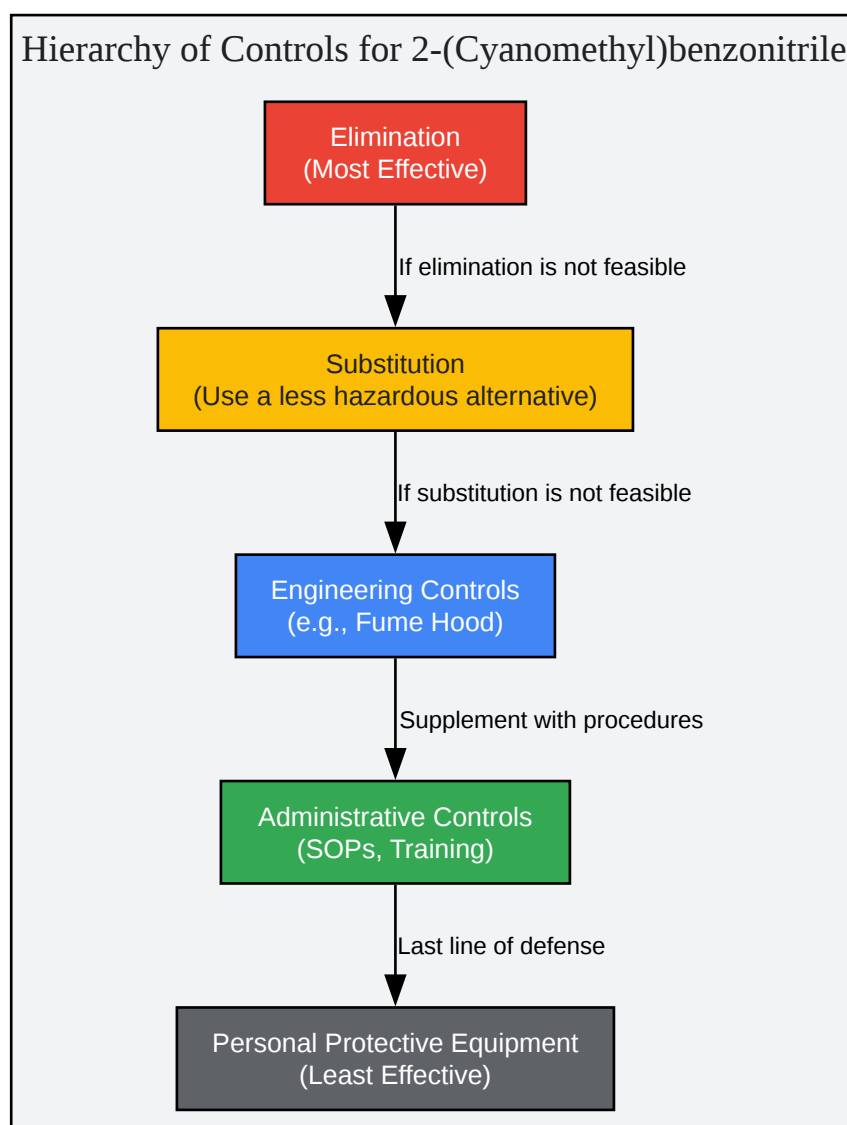 Hierarchy of Controls for 2-(Cyanomethyl)benzonitrile
Elimination
(Most Effective)
If elimination is not feasible
Substitution
(Use a less hazardous alternative)
If substitution is not feasible
Engineering Controls
(e.g., Fume Hood)
Supplement with procedures
Administrative Controls
(SOPs, Training)
Last line of defense
Personal Protective Equipment
(Least Effective)